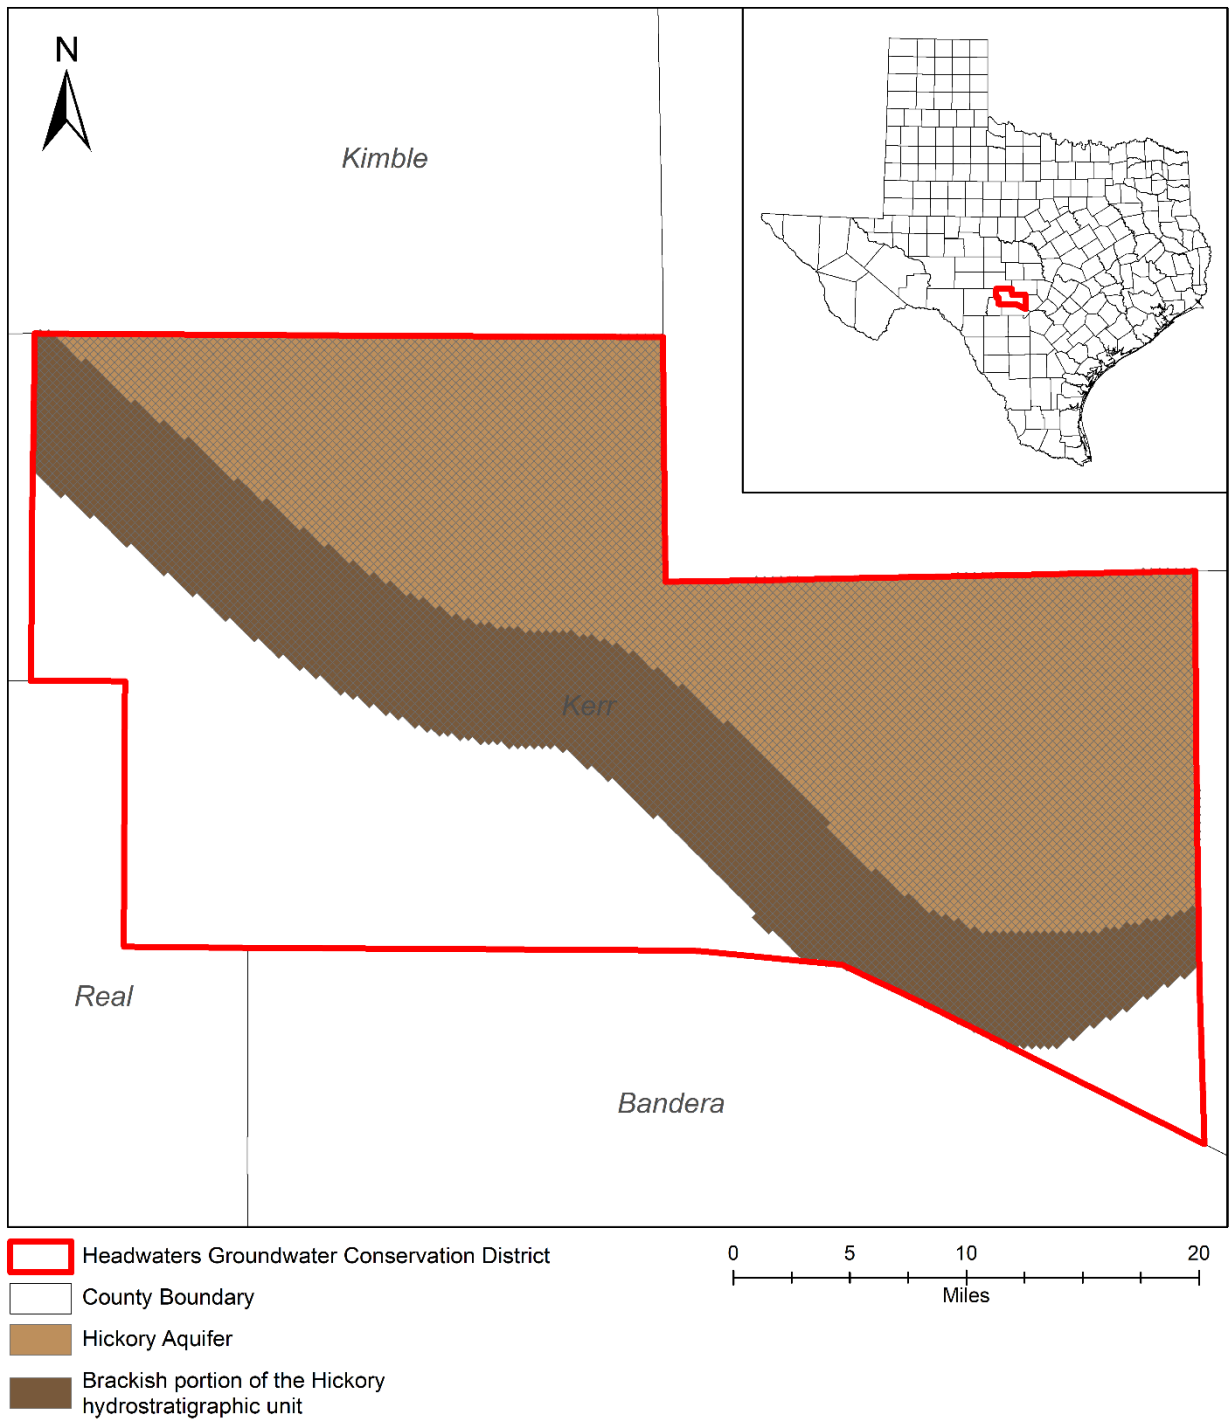 N
Kimble
Kerr
Real
Bandera
Headwaters Groundwater Conservation District
County Boundary
Hickory Aquifer
Brackish portion of the Hickory
hydrostratigraphic unit
0 5 10 20
Miles